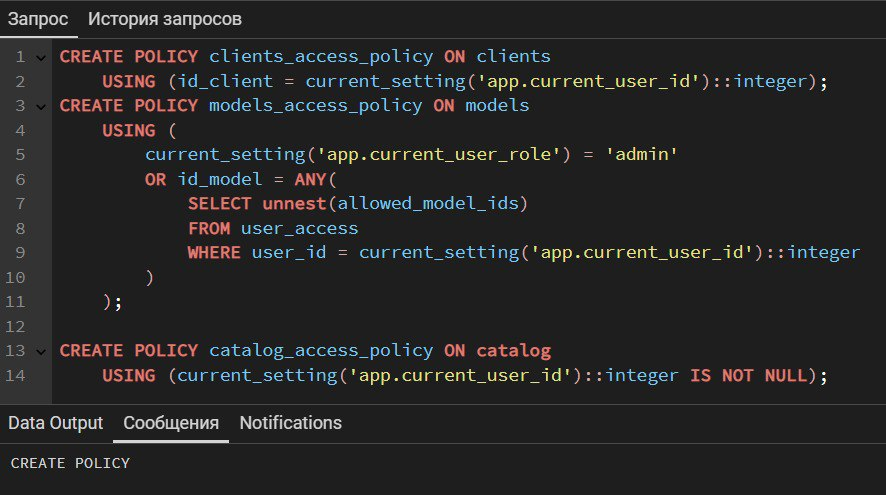 Запрос История запросов
1 CREATE POLICY clients_access_policy ON clients
2 USING (id_client = current_setting('app.current_user_id')::integer);
3 CREATE POLICY models_access_policy ON models
4 USING (
5 current_setting('app.current_user_role') = 'admin'
6 OR id_model = ANY(
7 SELECT unnest(allowed_model_ids)
8 FROM user_access
9 WHERE user_id = current_setting('app.current_user_id')::integer
10 )
11 );
12
13 CREATE POLICY catalog_access_policy ON catalog
14 USING (current_setting('app.current_user_id')::integer IS NOT NULL);
Data Output Сообщения Notifications
CREATE POLICY